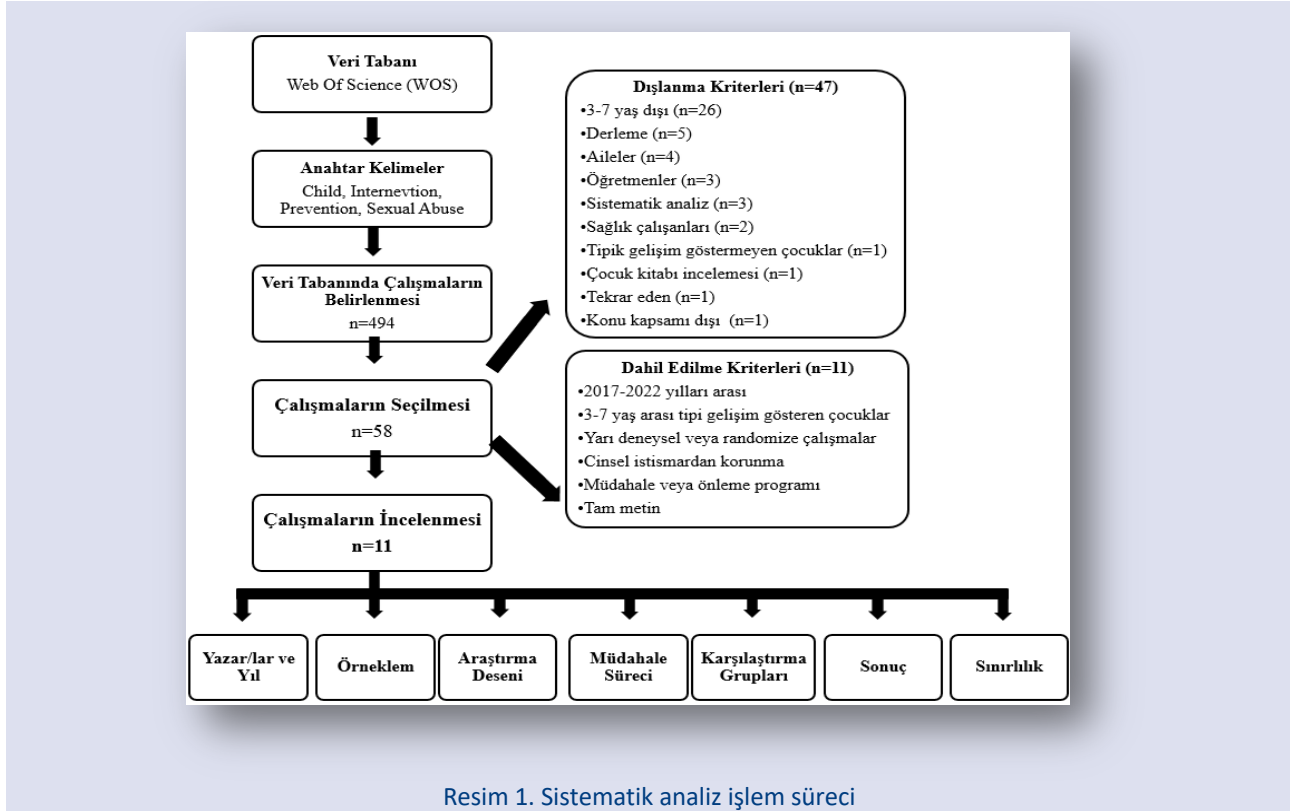 Veri Tabanı
Web Of Science (WOS)
Anahtar Kelimeler
Child, Internevtion,
Prevention, Sexual Abuse
Veri Tabanında Çalışmaların
Belirlenmesi
n=494
Çalışmaların Seçilmesi
n=58
Çalışmaların İncelenmesi
n=11
Dışlanma Kriterleri (n=47)
•3-7 yaş dışı (n=26)
•Derleme (n=5)
•Aileler (n=4)
•Öğretmenler (n=3)
•Sistematik analiz (n=3)
•Sağlık çalışanları (n=2)
•Tipik gelişim göstermeyen çocuklar (n=1)
•Çocuk kitabı incelemesi (n=1)
•Tekrar eden (n=1)
•Konu kapsamı dışı (n=1)
Dahil Edilme Kriterleri (n=11)
•2017-2022 yılları arası
•3-7 yaş arası tipi gelişim gösteren çocuklar
•Yarı deneysel veya randomize çalışmalar
•Cinsel istismardan korunma
•Müdahale veya önleme programı
•Tam metin
Yazar/lar ve
Yıl
Örneklem
Araştırma
Deseni
Müdahale
Süreci
Karşılaştırma
Grupları
Sonuç
Sınırlılık
Resim 1. Sistematik analiz işlem süreci